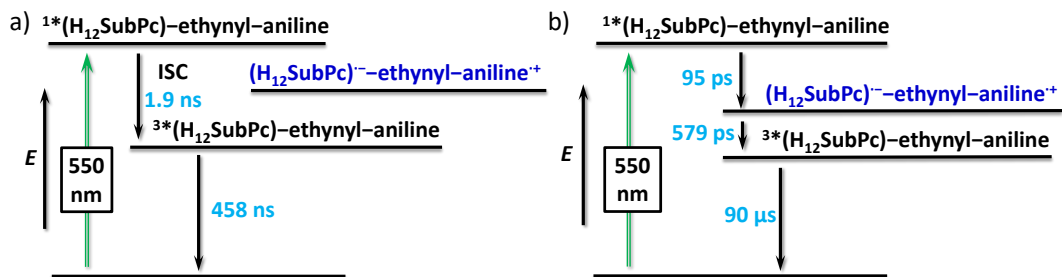 a)
¹*(H₁₂SubPc)–ethynyl–aniline
ISC
1.9 ns
(H₁₂SubPc)·⁻–ethynyl–aniline·⁺
³*(H₁₂SubPc)–ethynyl–aniline
E
550
nm
458 ns
b)
¹*(H₁₂SubPc)–ethynyl–aniline
95 ps
(H₁₂SubPc)·⁻–ethynyl–aniline·⁺
579 ps
³*(H₁₂SubPc)–ethynyl–aniline
E
550
nm
90 µs